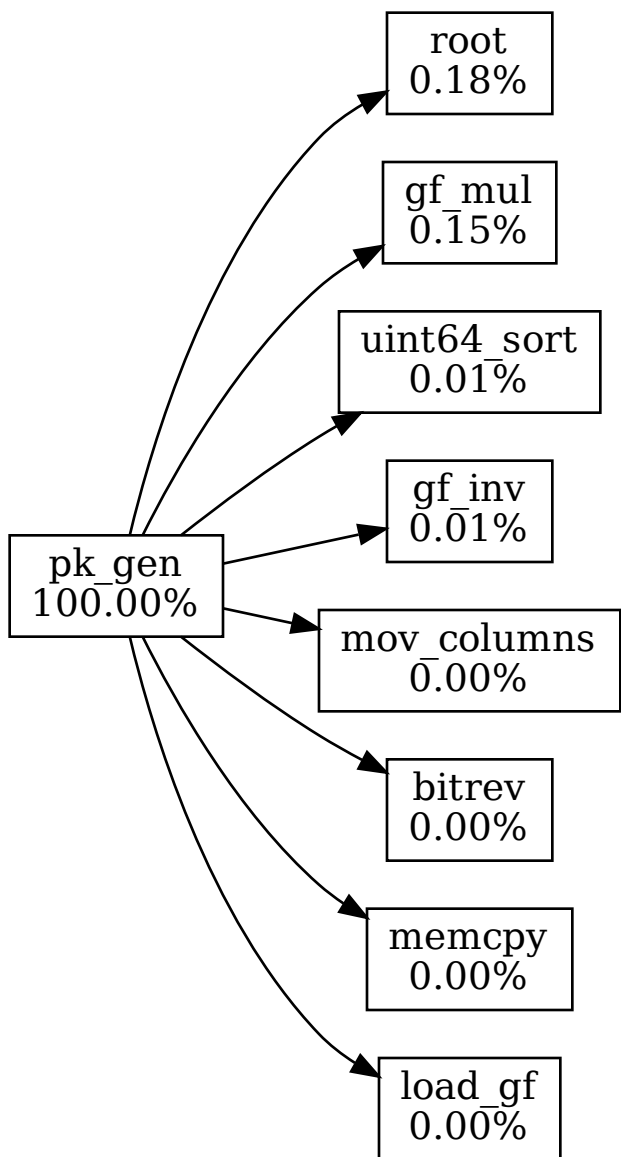 root
0.18%
gf_mul
0.15%
uint64_sort
0.01%
gf_inv
0.01%
pk_gen
100.00%
mov_columns
0.00%
bitrev
0.00%
memcpy
0.00%
load_gf
0.00%